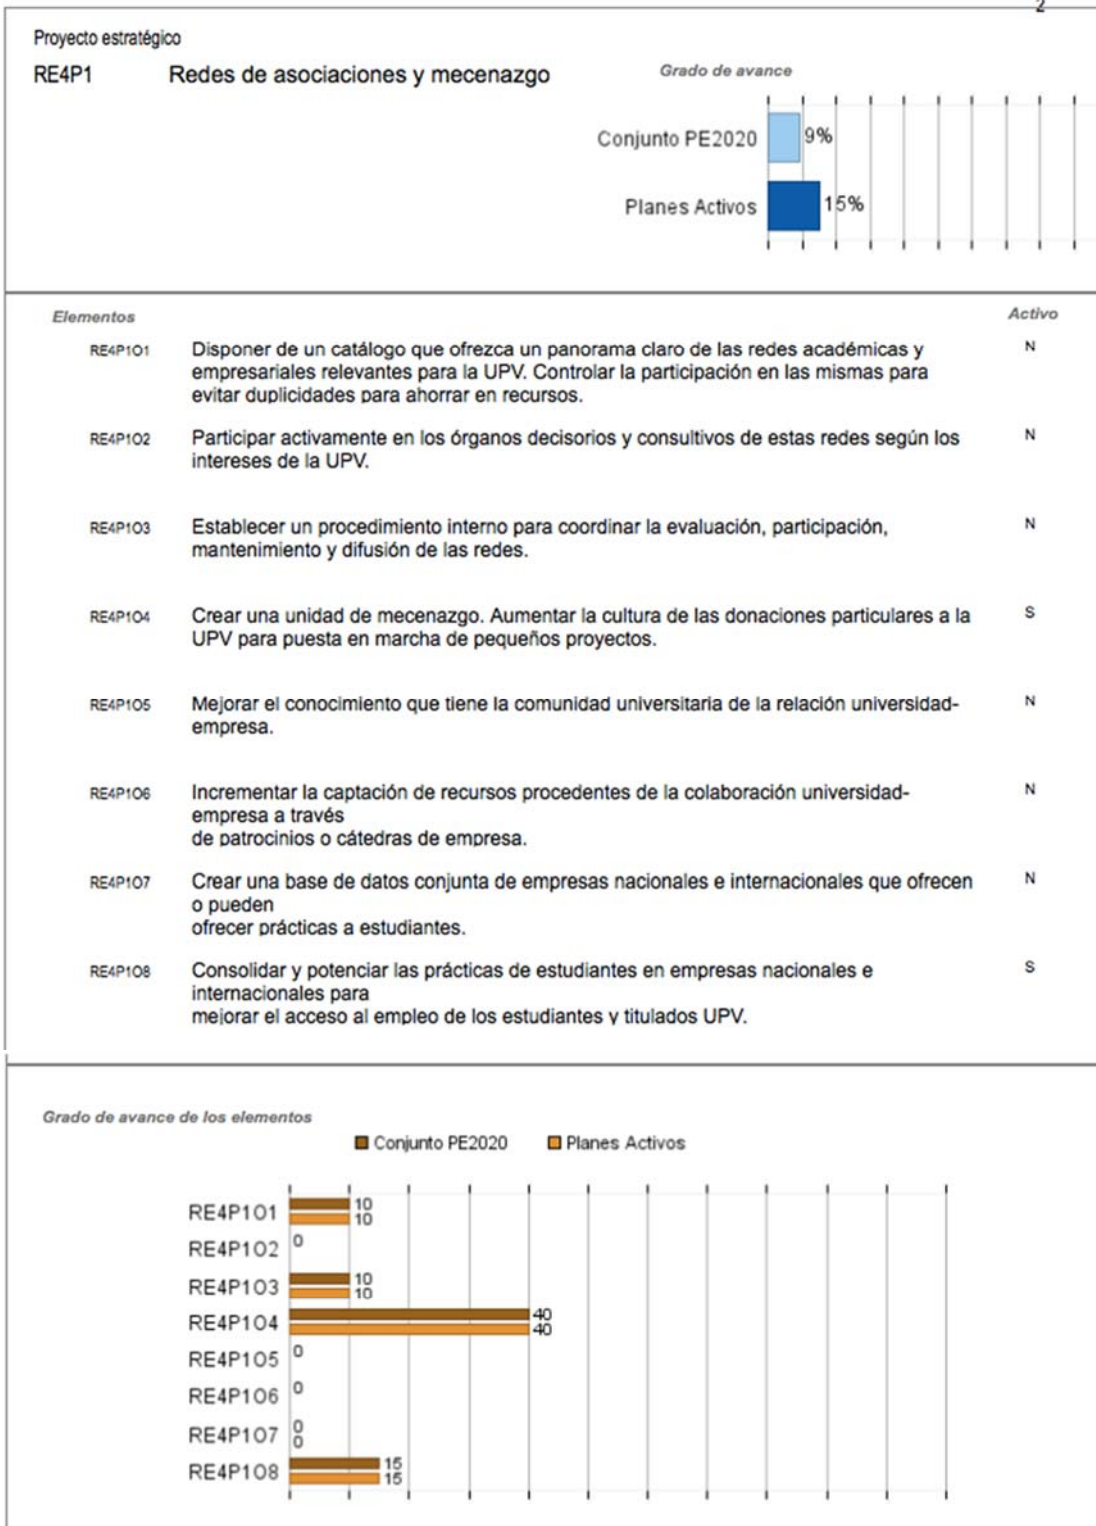 2
Proyecto estratégico
RE4P1 Redes de asociaciones y mecenazgo
Grado de avance
Conjunto PE2020 9%
Planes Activos 15%
Elementos Activo
RE4P1O1 Disponer de un catálogo que ofrezca un panorama claro de las redes académicas y N
empresariales relevantes para la UPV. Controlar la participación en las mismas para
evitar duplicidades para ahorrar en recursos.
RE4P1O2 Participar activamente en los órganos decisorios y consultivos de estas redes según los N
intereses de la UPV.
RE4P1O3 Establecer un procedimiento interno para coordinar la evaluación, participación, N
mantenimiento y difusión de las redes.
RE4P1O4 Crear una unidad de mecenazgo. Aumentar la cultura de las donaciones particulares a la S
UPV para puesta en marcha de pequeños proyectos.
RE4P1O5 Mejorar el conocimiento que tiene la comunidad universitaria de la relación universidad- N
empresa.
RE4P1O6 Incrementar la captación de recursos procedentes de la colaboración universidad- N
empresa a través
de patrocinios o cátedras de empresa.
RE4P1O7 Crear una base de datos conjunta de empresas nacionales e internacionales que ofrecen N
o pueden
ofrecer prácticas a estudiantes.
RE4P1O8 Consolidar y potenciar las prácticas de estudiantes en empresas nacionales e S
internacionales para
mejorar el acceso al empleo de los estudiantes y titulados UPV.
Grado de avance de los elementos
Conjunto PE2020 Planes Activos
RE4P1O1 10
10
RE4P1O2 0
RE4P1O3 10
10
RE4P1O4 40
40
RE4P1O5 0
RE4P1O6 0
RE4P1O7 0
0
RE4P1O8 15
15